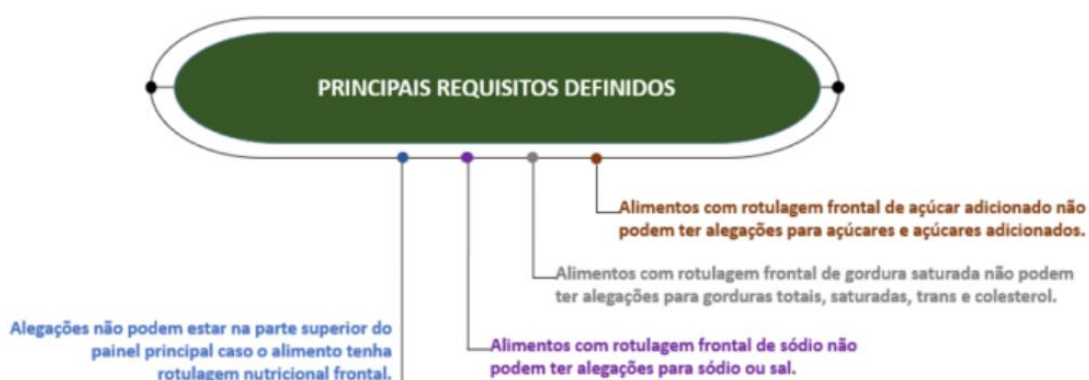 PRINCIPAIS REQUISITOS DEFINIDOS
Alimentos com rotulagem frontal de açúcar adicionado não
podem ter alegações para açúcares e açúcares adicionados.
Alimentos com rotulagem frontal de gordura saturada não podem
ter alegações para gorduras totais, saturadas, trans e colesterol.
Alegações não podem estar na parte superior do
painel principal caso o alimento tenha
rotulagem nutricional frontal.
Alimentos com rotulagem frontal de sódio não
podem ter alegações para sódio ou sal.